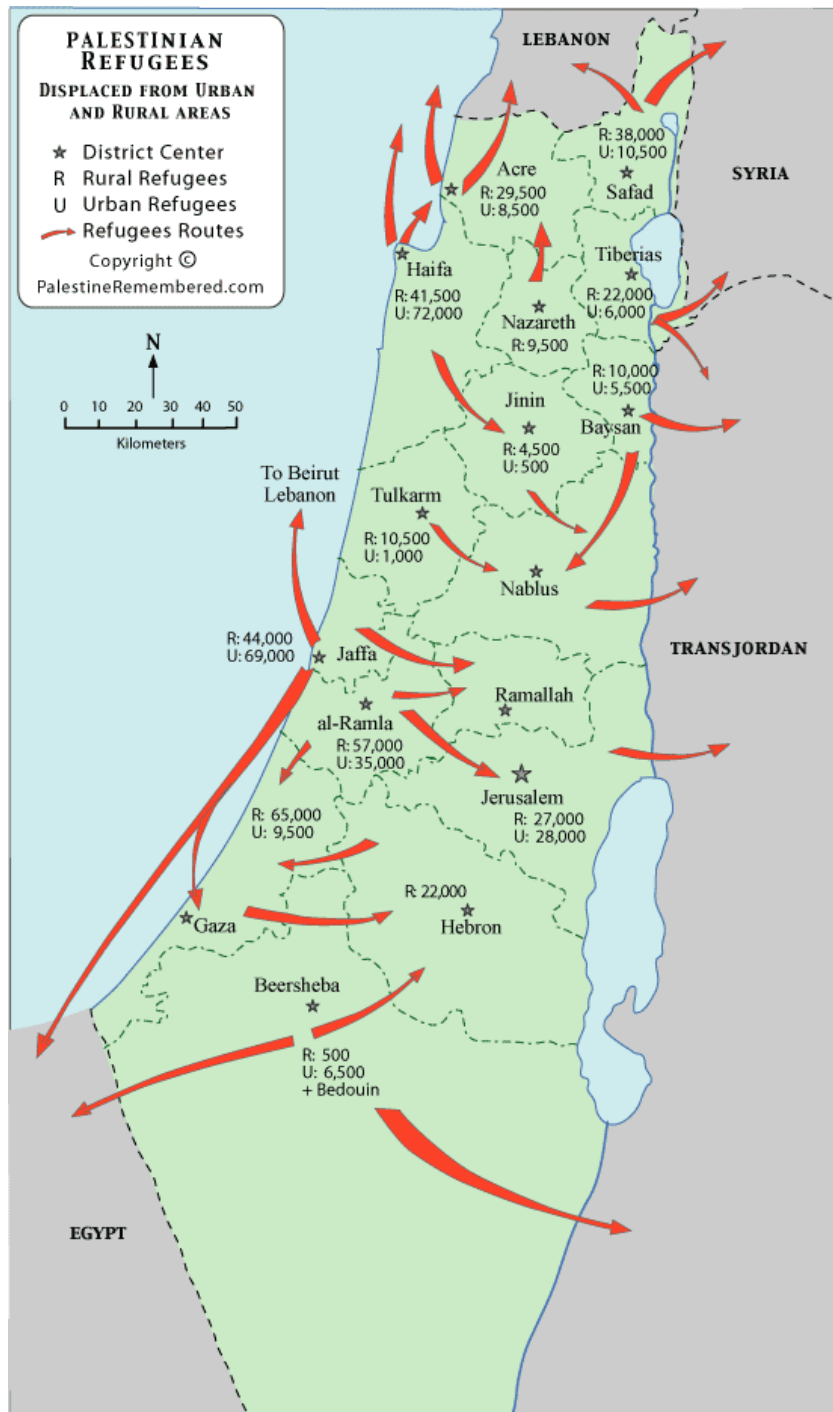 PALESTINIAN
REFUGEES
DISPLACED FROM URBAN
AND RURAL AREAS
District Center
R Rural Refugees
U Urban Refugees
Refugees Routes
Copyright ©
PalestineRemembered.com
N
0 10 20 30 40 50
Kilometers
LEBANON
SYRIA
R: 38,000
U: 10,500
Safad
Acre
R: 29,500
U: 8,500
Haifa
R: 41,500
U: 72,000
Tiberias
R: 22,000
U: 6,000
Nazareth
R: 9,500
R: 10,000
U: 5,500
Baysan
Jinin
R: 4,500
U: 500
To Beirut
Lebanon
Tulkarm
R: 10,500
U: 1,000
Nablus
R: 44,000
U: 69,000
Jaffa
TRANSJORDAN
Ramallah
al-Ramla
R: 57,000
U: 35,000
Jerusalem
R: 27,000
U: 28,000
R: 65,000
U: 9,500
Gaza
R: 22,000
Hebron
Beersheba
R: 500
U: 6,500
+ Bedouin
EGYPT